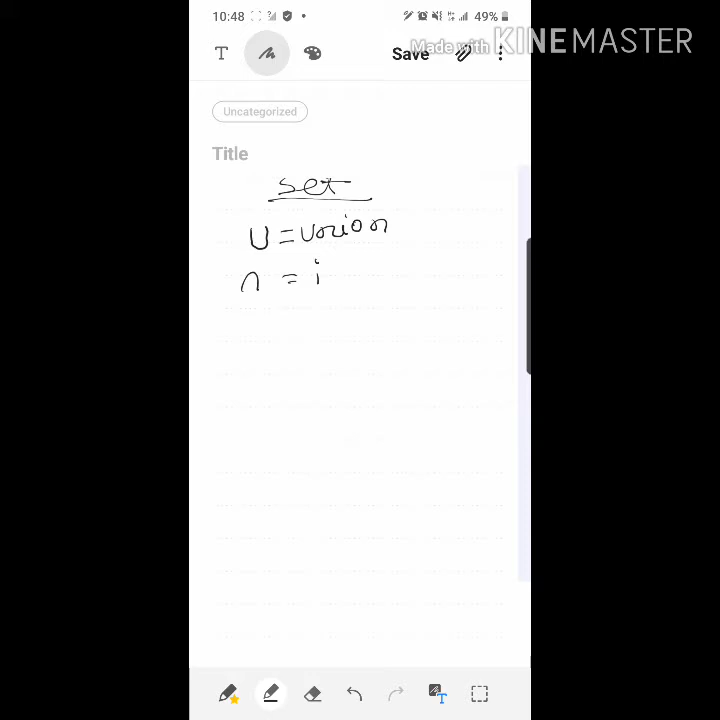 10:48 49%
Made with KINEMASTER
T Save
Uncategorized
Title
set
U = Union
∩ = i
T